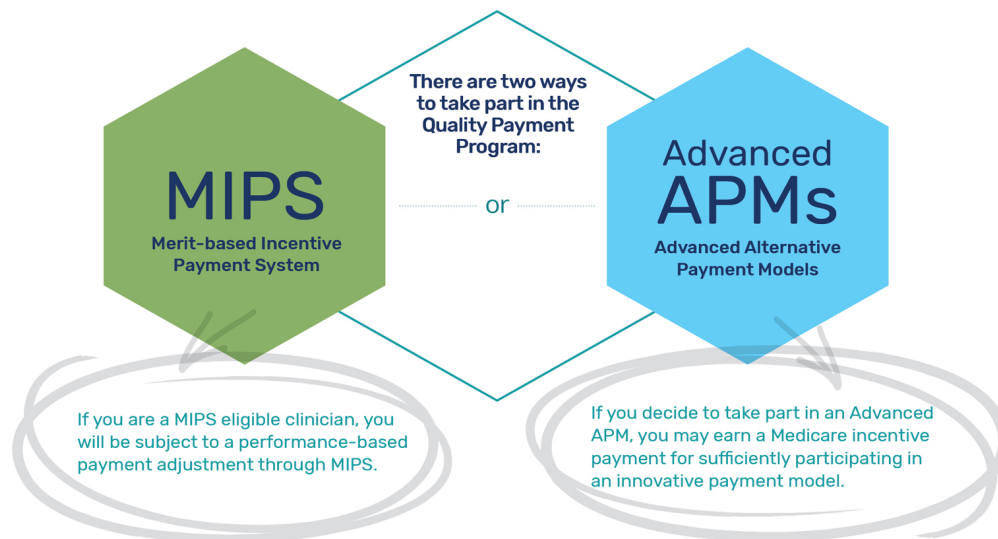 There are two ways
to take part in the
Quality Payment
Program:
MIPS
Merit-based Incentive
Payment System
or
Advanced
APMs
Advanced Alternative
Payment Models
If you are a MIPS eligible clinician, you
will be subject to a performance-based
payment adjustment through MIPS.
If you decide to take part in an Advanced
APM, you may earn a Medicare incentive
payment for sufficiently participating in
an innovative payment model.